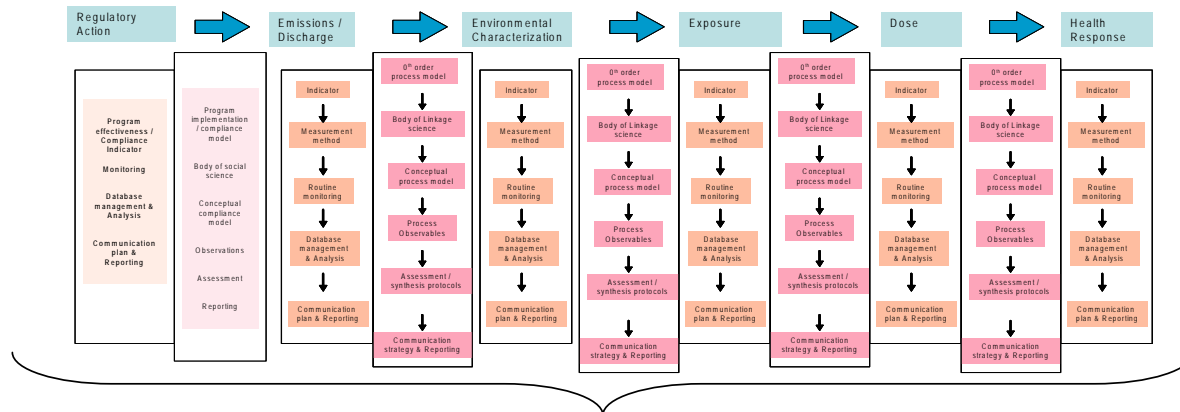 Regulatory
Action
Emissions /
Discharge
Environmental
Characterization
Exposure
Dose
Health
Response
Program
effectiveness /
Compliance
Indicator
Monitoring
Database
management &
Analysis
Communication
plan &
Reporting
Program
implementation
/ compliance
model
Body of social
science
Conceptual
compliance
model
Observations
Assessment
Reporting
Indicator
Measurement
method
Routine
monitoring
Database
management
& Analysis
Communication
plan & Reporting
0th order
process model
Body of Linkage
science
Conceptual
process model
Process
Observables
Assessment /
synthesis protocols
Communication
strategy & Reporting
Indicator
Measurement
method
Routine
monitoring
Database
management
& Analysis
Communication
plan & Reporting
0th order
process model
Body of Linkage
science
Conceptual
process model
Process
Observables
Assessment /
synthesis protocols
Communication
strategy & Reporting
Indicator
Measurement
method
Routine
monitoring
Database
management
& Analysis
Communication
plan & Reporting
0th order
process model
Body of Linkage
science
Conceptual
process model
Process
Observables
Assessment /
synthesis protocols
Communication
strategy & Reporting
Indicator
Measurement
method
Routine
monitoring
Database
management
& Analysis
Communication
plan & Reporting
0th order
process model
Body of Linkage
science
Conceptual
process model
Process
Observables
Assessment /
synthesis protocols
Communication
strategy & Reporting
Indicator
Measurement
method
Routine
monitoring
Database
management
& Analysis
Communication
plan & Reporting